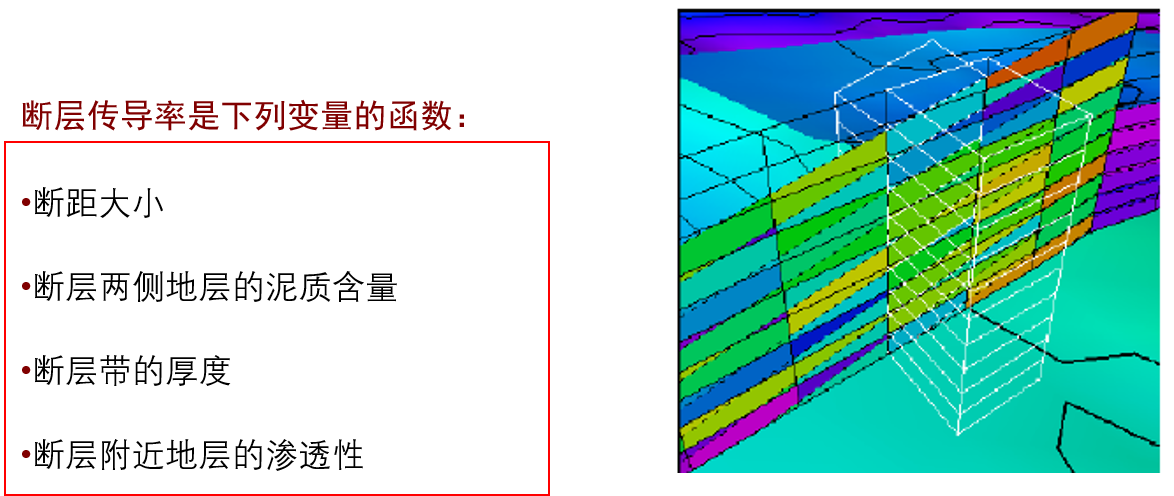 断层传导率是下列变量的函数：
•断距大小
•断层两侧地层的泥质含量
•断层带的厚度
•断层附近地层的渗透性